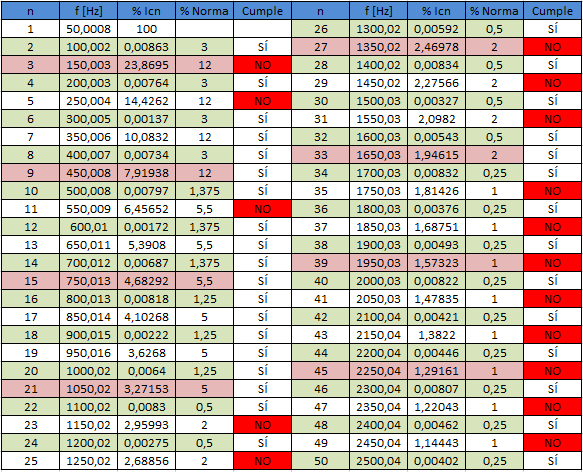 n f [Hz] % Icn % Norma Cumple n f [Hz] % Icn % Norma Cumple
1 50,0008 100 26 1300,02 0,00592 0,5 SÍ
2 100,002 0,00863 3 SÍ 27 1350,02 2,46978 2 NO
3 150,003 23,8695 12 NO 28 1400,02 0,00834 0,5 SÍ
4 200,003 0,00764 3 SÍ 29 1450,02 2,27566 2 NO
5 250,004 14,4262 12 NO 30 1500,03 0,00327 0,5 SÍ
6 300,005 0,00137 3 SÍ 31 1550,03 2,0982 2 NO
7 350,006 10,0832 12 SÍ 32 1600,03 0,00543 0,5 SÍ
8 400,007 0,00734 3 SÍ 33 1650,03 1,94615 2 SÍ
9 450,008 7,91938 12 SÍ 34 1700,03 0,00832 0,25 SÍ
10 500,008 0,00797 1,375 SÍ 35 1750,03 1,81426 1 NO
11 550,009 6,45652 5,5 NO 36 1800,03 0,00376 0,25 SÍ
12 600,01 0,00172 1,375 SÍ 37 1850,03 1,68751 1 NO
13 650,011 5,3908 5,5 SÍ 38 1900,03 0,00493 0,25 SÍ
14 700,012 0,00687 1,375 SÍ 39 1950,03 1,57323 1 NO
15 750,013 4,68292 5,5 SÍ 40 2000,03 0,00822 0,25 SÍ
16 800,013 0,00818 1,25 SÍ 41 2050,03 1,47835 1 NO
17 850,014 4,10268 5 SÍ 42 2100,04 0,00421 0,25 SÍ
18 900,015 0,00222 1,25 SÍ 43 2150,04 1,3822 1 NO
19 950,016 3,6268 5 SÍ 44 2200,04 0,00446 0,25 SÍ
20 1000,02 0,0064 1,25 SÍ 45 2250,04 1,29161 1 NO
21 1050,02 3,27153 5 SÍ 46 2300,04 0,00807 0,25 SÍ
22 1100,02 0,0083 0,5 SÍ 47 2350,04 1,22043 1 NO
23 1150,02 2,95993 2 NO 48 2400,04 0,00462 0,25 SÍ
24 1200,02 0,00275 0,5 SÍ 49 2450,04 1,14443 1 NO
25 1250,02 2,68856 2 NO 50 2500,04 0,00402 0,25 SÍ